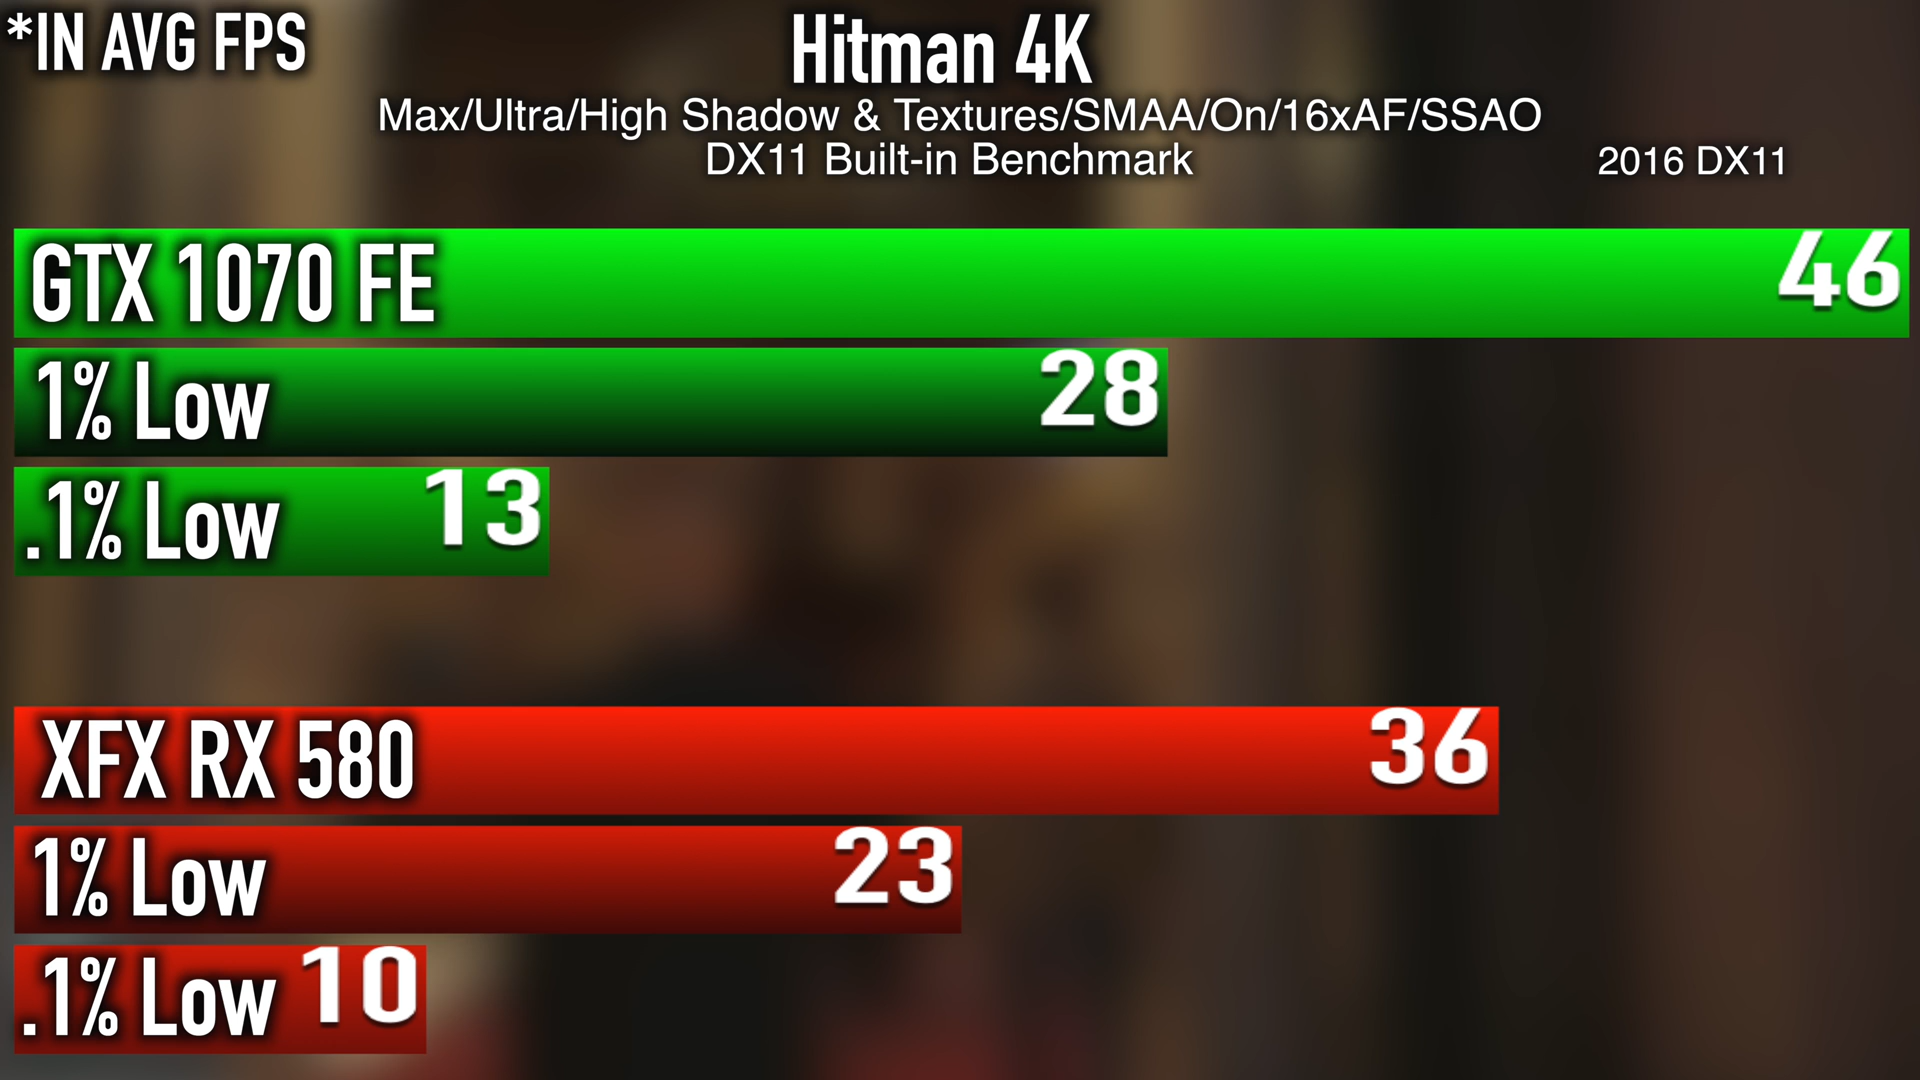 *IN AVG FPS
Hitman 4K
Max/Ultra/High Shadow & Textures/SMAA/On/16xAF/SSAO
DX11 Built-in Benchmark
2016 DX11
GTX 1070 FE 46
1% Low 28
.1% Low 13
XFX RX 580 36
1% Low 23
.1% Low 10